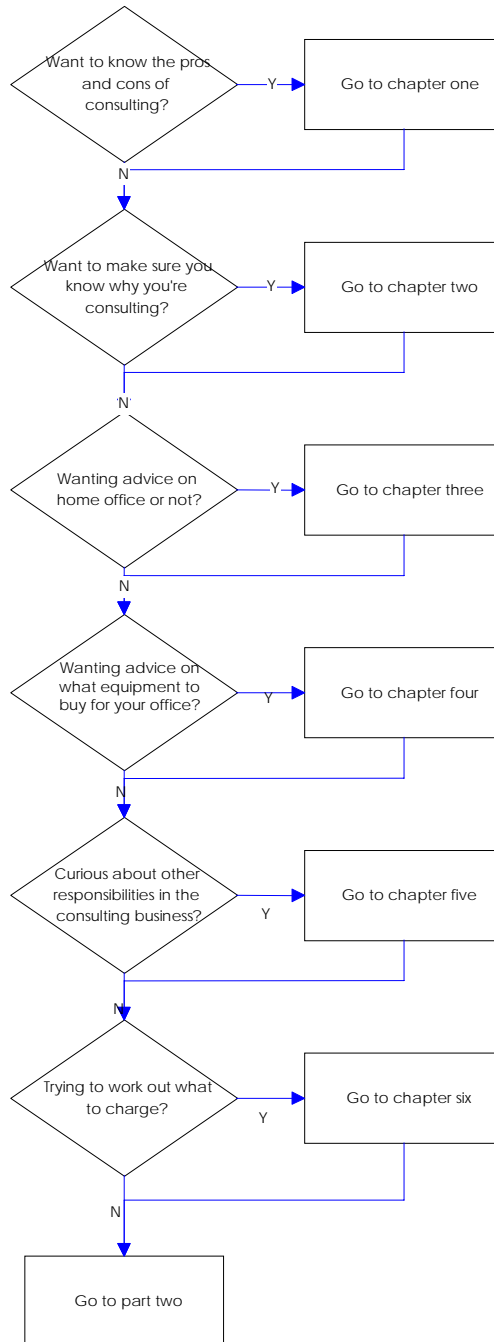 Want to know the pros
and cons of
consulting?
Y
Go to chapter one
N
Want to make sure you
know why you're
consulting?
Y
Go to chapter two
N
Wanting advice on
home office or not?
Y
Go to chapter three
N
Wanting advice on
what equipment to
buy for your office?
Y
Go to chapter four
N
Curious about other
responsibilities in the
consulting business?
Y
Go to chapter five
N
Trying to work out what
to charge?
Y
Go to chapter six
N
Go to part two